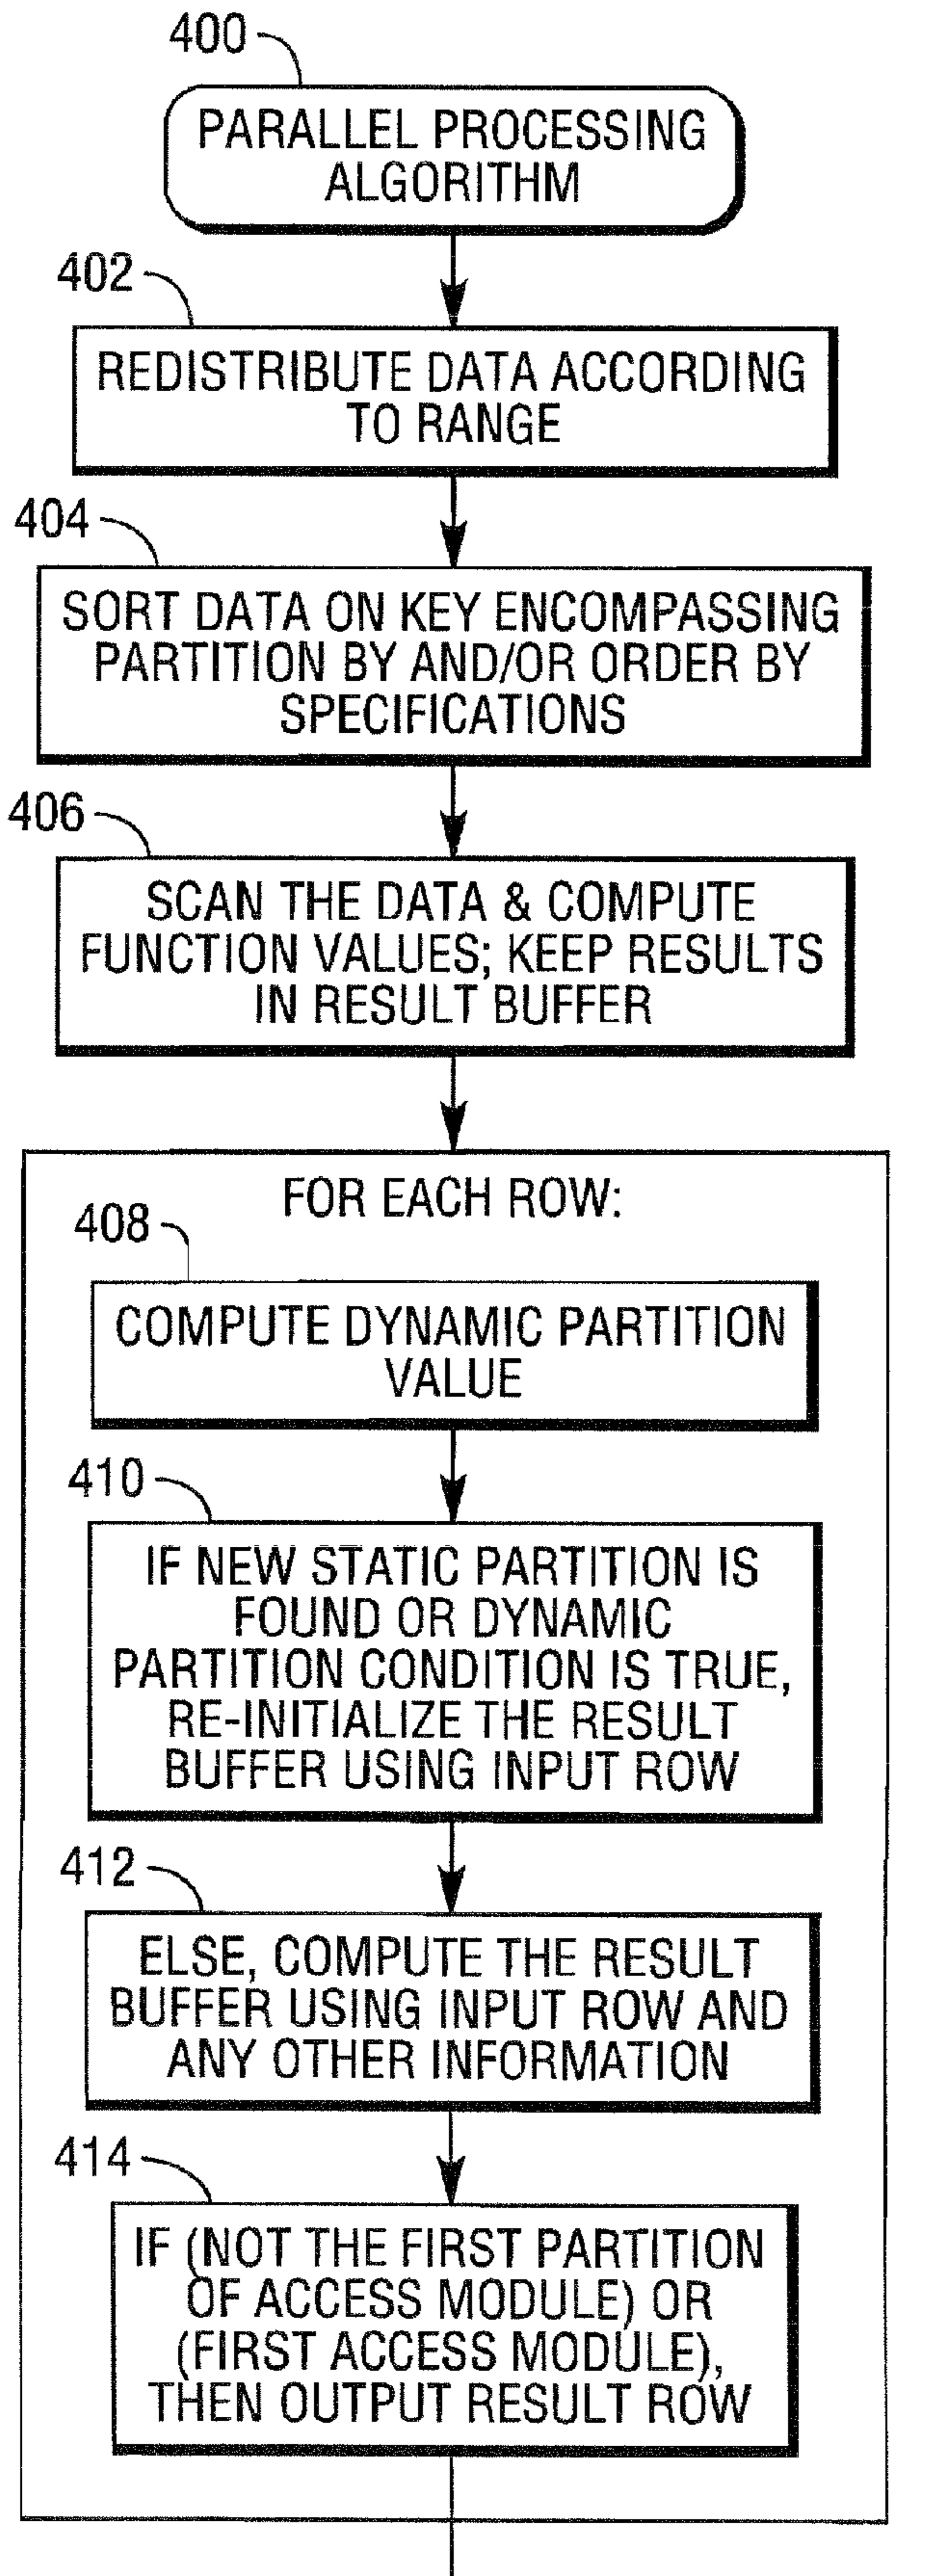 400
PARALLEL PROCESSING
ALGORITHM
402
REDISTRIBUTE DATA ACCORDING
TO RANGE
404
SORT DATA ON KEY ENCOMPASSING
PARTITION BY AND/OR ORDER BY
SPECIFICATIONS
406
SCAN THE DATA & COMPUTE
FUNCTION VALUES; KEEP RESULTS
IN RESULT BUFFER
FOR EACH ROW:
408
COMPUTE DYNAMIC PARTITION
VALUE
410
IF NEW STATIC PARTITION IS
FOUND OR DYNAMIC
PARTITION CONDITION IS TRUE,
RE-INITIALIZE THE RESULT
BUFFER USING INPUT ROW
412
ELSE, COMPUTE THE RESULT
BUFFER USING INPUT ROW AND
ANY OTHER INFORMATION
414
IF (NOT THE FIRST PARTITION
OF ACCESS MODULE) OR
(FIRST ACCESS MODULE),
THEN OUTPUT RESULT ROW